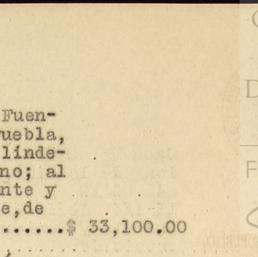 Fuen-
uebla,
linde-
no; al
nte y
e,de
......$ 33,100.00